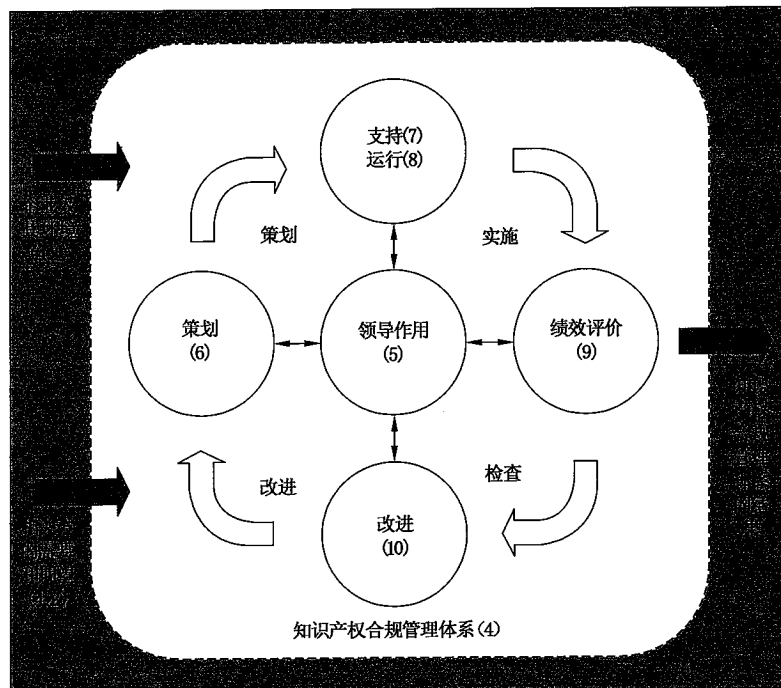 支持(7)
运行(8)
策划
实施
策划
(6)
领导作用
(5)
绩效评价
(9)
改进
检查
改进
(10)
知识产权合规管理体系(4)